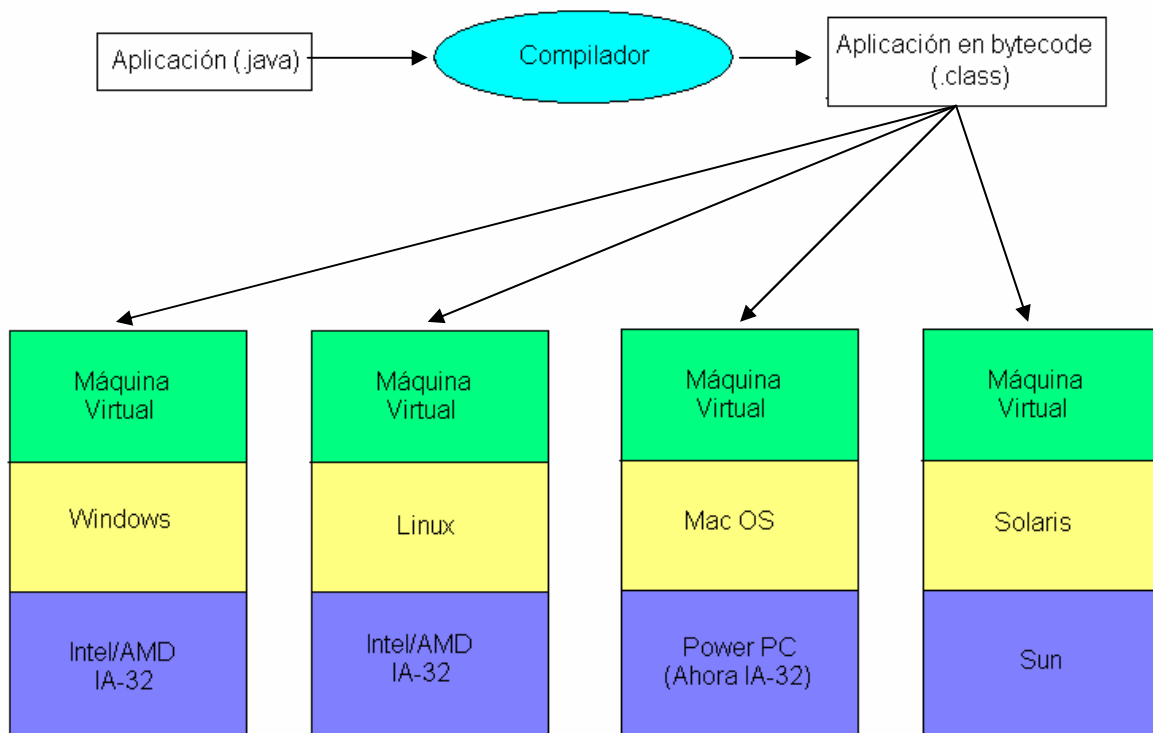 Aplicación (.java)
Compilador
Aplicación en bytecode
(.class)
Máquina
Virtual
Máquina
Virtual
Máquina
Virtual
Máquina
Virtual
Windows
Linux
Mac OS
Solaris
Intel/AMD
IA-32
Intel/AMD
IA-32
Power PC
(Ahora IA-32)
Sun